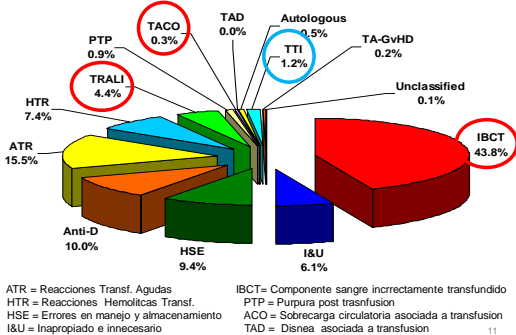 TACO
0.3%
TAD
0.0%
Autologous
0.5%
PTP
0.9%
TTI
1.2%
TA-GvHD
0.2%
TRALI
4.4%
Unclassified
0.1%
HTR
7.4%
IBCT
43.8%
ATR
15.5%
Anti-D
10.0%
HSE
9.4%
I&U
6.1%
ATR = Reacciones Transf. Agudas
HTR = Reacciones Hemolitcas Transf.
HSE = Errores en manejo y almacenamiento
I&U = Inapropiado e innecesario
IBCT= Componente sangre incrrectamente transfundido
PTP = Purpura post trasnfusion
ACO = Sobrecarga circulatoria asociada a transfusion
TAD = Disnea asociada a transfusion
11